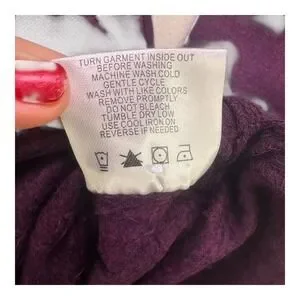 TURN GARMENT INSIDE OUT
BEFORE WASHING
MACHINE WASH COLD
GENTLE CYCLE
WASH WITH LIKE COLORS
REMOVE PROMPTLY
DO NOT BLEACH
TUMBLE DRY LOW
USE COOL IRON ON
REVERSE IF NEEDED